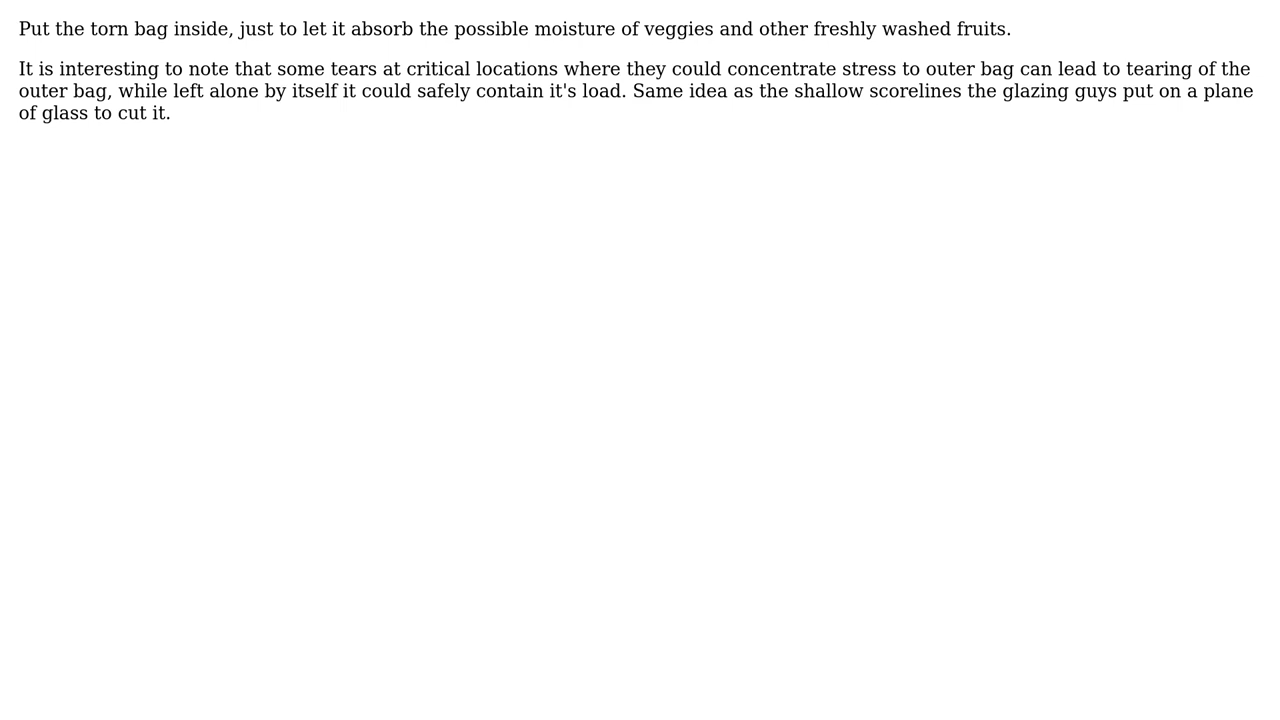 Put the torn bag inside, just to let it absorb the possible moisture of veggies and other freshly washed fruits.
It is interesting to note that some tears at critical locations where they could concentrate stress to outer bag can lead to tearing of the
outer bag, while left alone by itself it could safely contain it's load. Same idea as the shallow scorelines the glazing guys put on a plane
of glass to cut it.